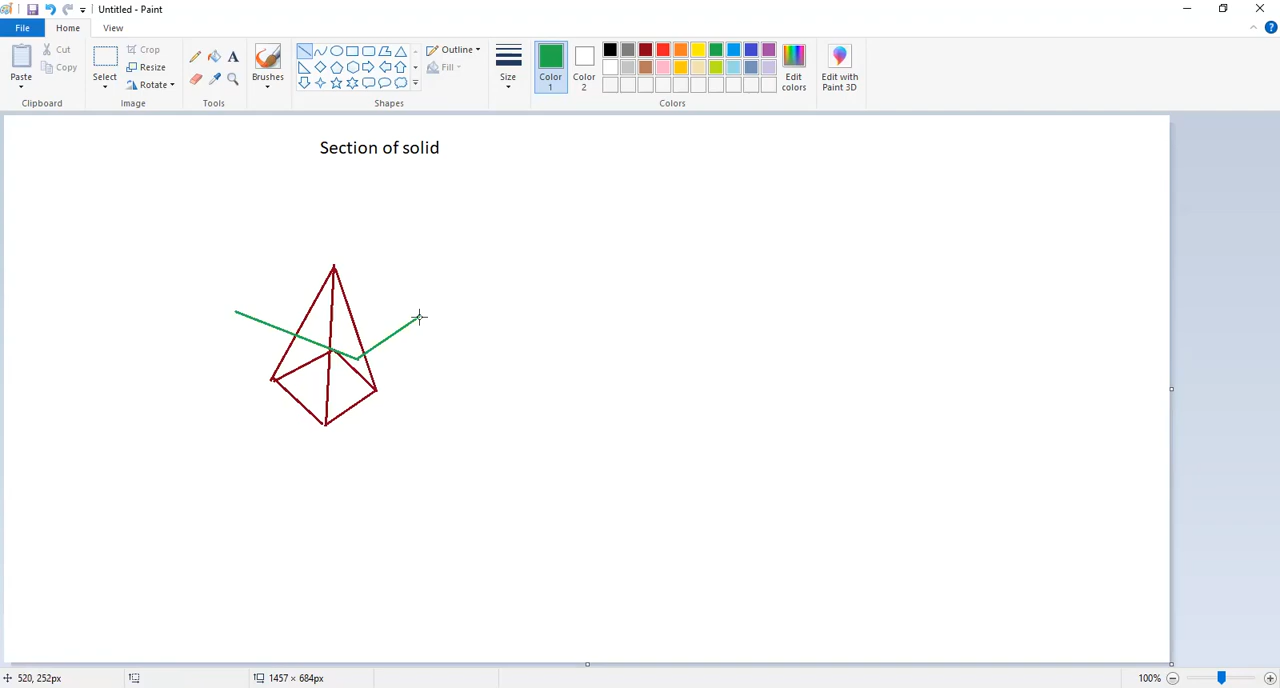 Untitled - Paint
File Home View
Paste
Cut
Copy
Clipboard
Select
Crop
Resize
Rotate
Image
A
Tools
Brushes
Shapes
Outline
Fill
Size
Color 1
Color 2
Edit colors
Colors
Edit with Paint 3D
Section of solid
520, 252px
1457 × 684px
100%